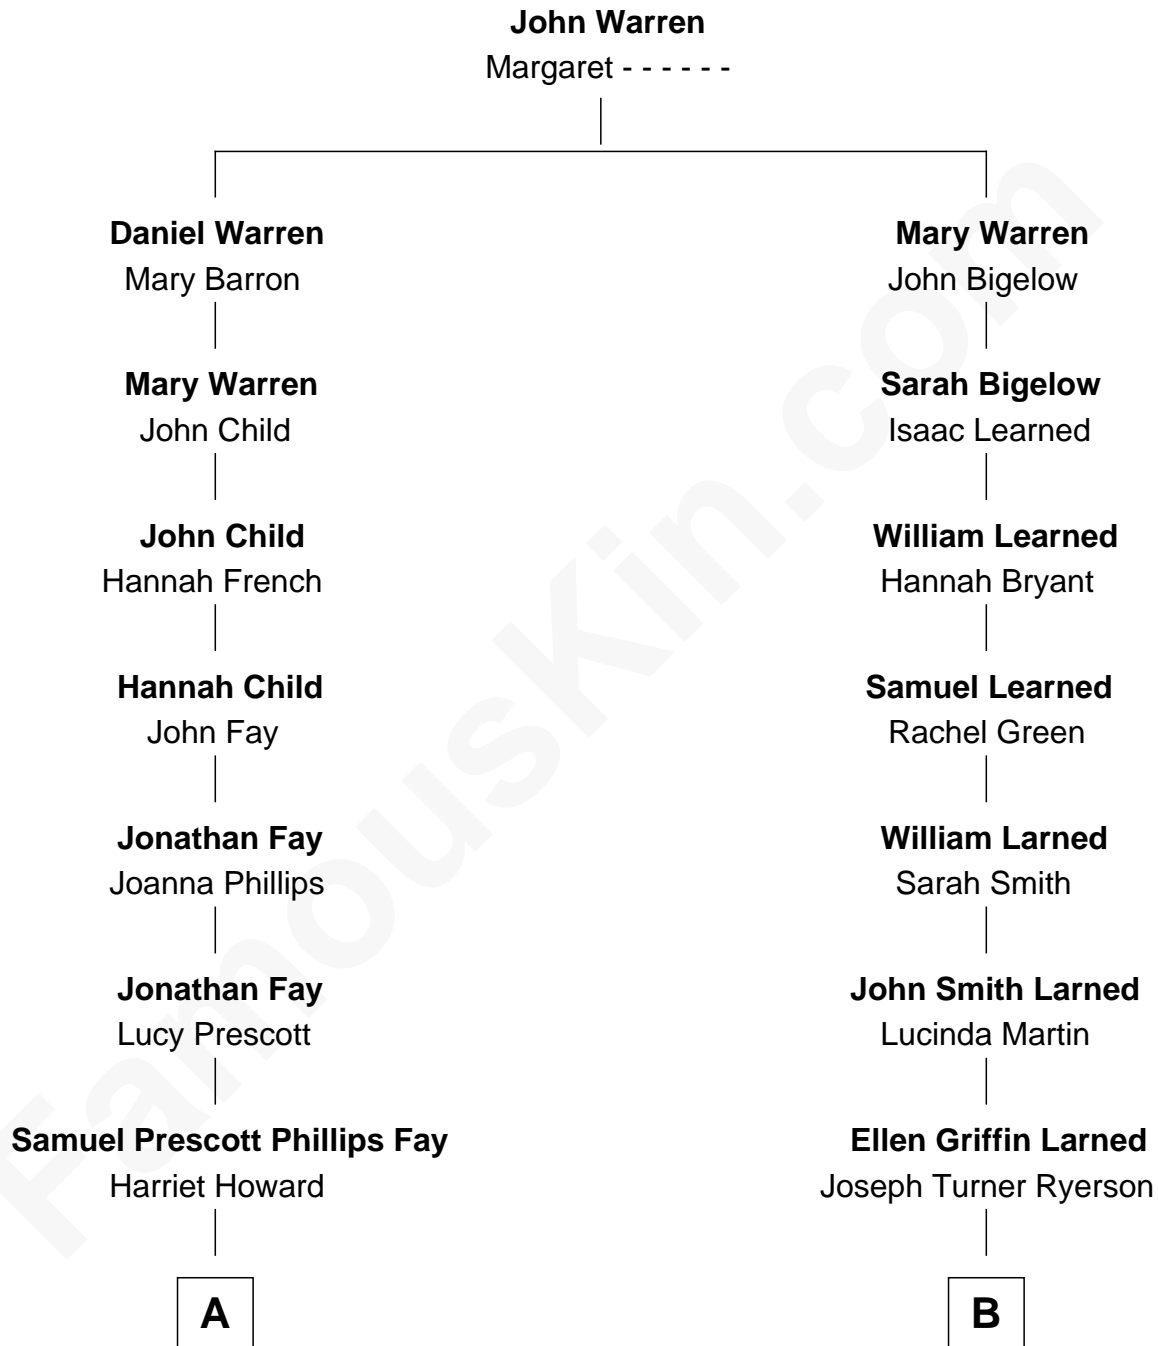 John Warren
Margaret - - - - - -
Daniel Warren
Mary Barron
Mary Warren
John Bigelow
Mary Warren
John Child
Sarah Bigelow
Isaac Learned
John Child
Hannah French
William Learned
Hannah Bryant
Hannah Child
John Fay
Samuel Learned
Rachel Green
Jonathan Fay
Joanna Phillips
William Larned
Sarah Smith
Jonathan Fay
Lucy Prescott
John Smith Larned
Lucinda Martin
Samuel Prescott Phillips Fay
Harriet Howard
Ellen Griffin Larned
Joseph Turner Ryerson
A
B
FamousKin.com